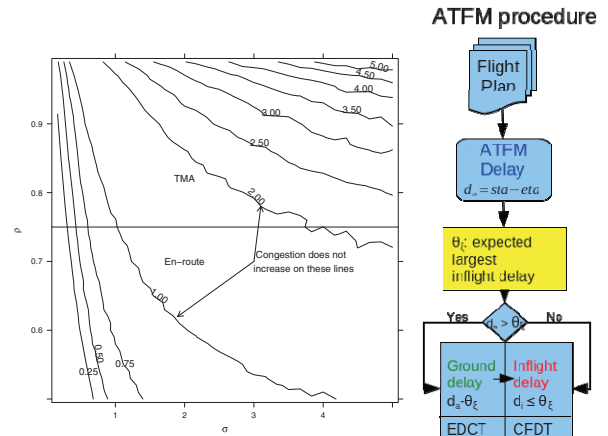 ATFM procedure
Flight
Plan
ATFM
Delay
dₐ = sta − eta
θξ: expected
largest
inflight delay
Yes
dₐ > θξ
No
Ground
delay
dₐ-θξ
Inflight
delay
dᵢ ≤ θξ
EDCT
CFDT
5.00
4.50
4.00
3.50
3.00
2.50
2.00
1.00
0.75
0.50
0.25
TMA
En-route
Congestion does not
increase on these lines
0.9
0.8
0.7
0.6
ρ
1
2
3
4
5
σ